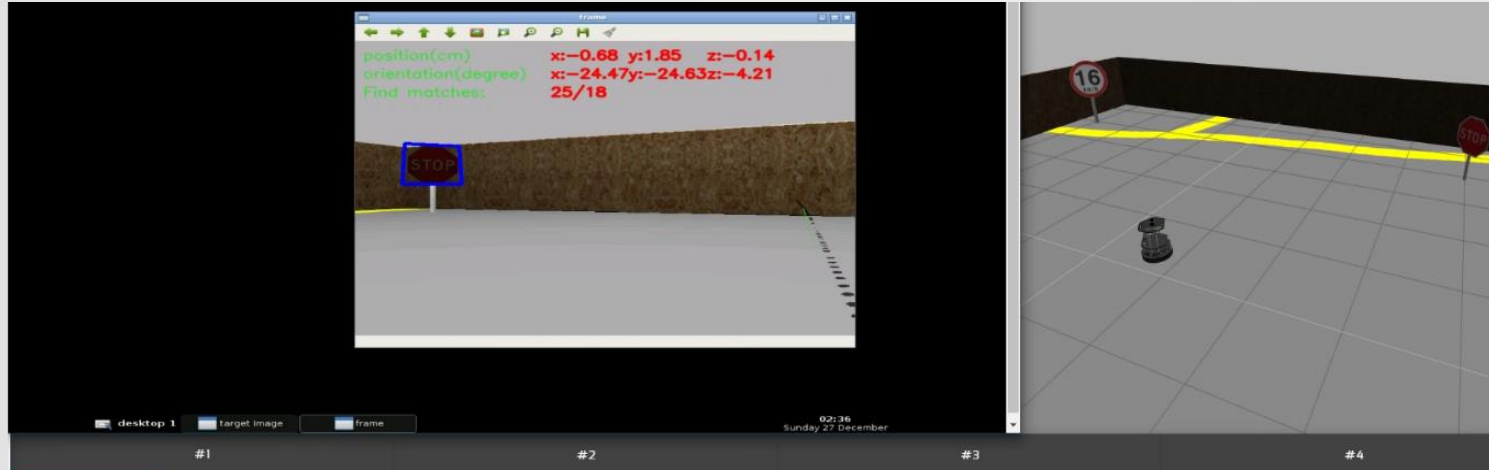 frame
position(cm) x:−0.68 y:1.85 z:−0.14
orientation(degree) x:−24.47y:−24.63z:−4.21
Find matches: 25/18
STOP
16
STOP
desktop 1
target image
frame
02:36
Sunday 27 December
#1
#2
#3
#4